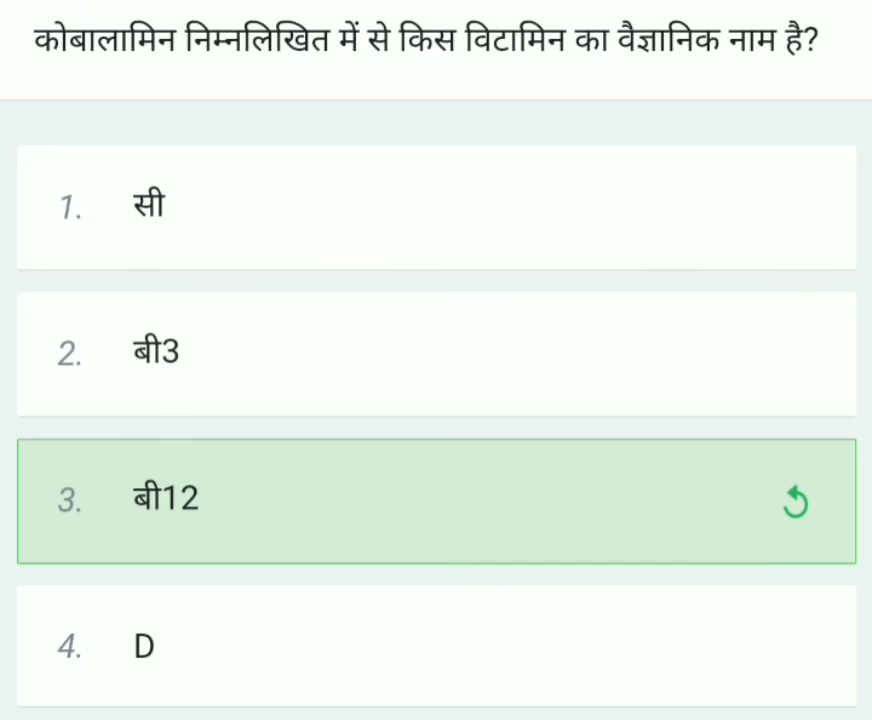 कोबालामिन निम्नलिखित में से किस विटामिन का वैज्ञानिक नाम है?
1. सी
2. बी3
3. बी12
4. D